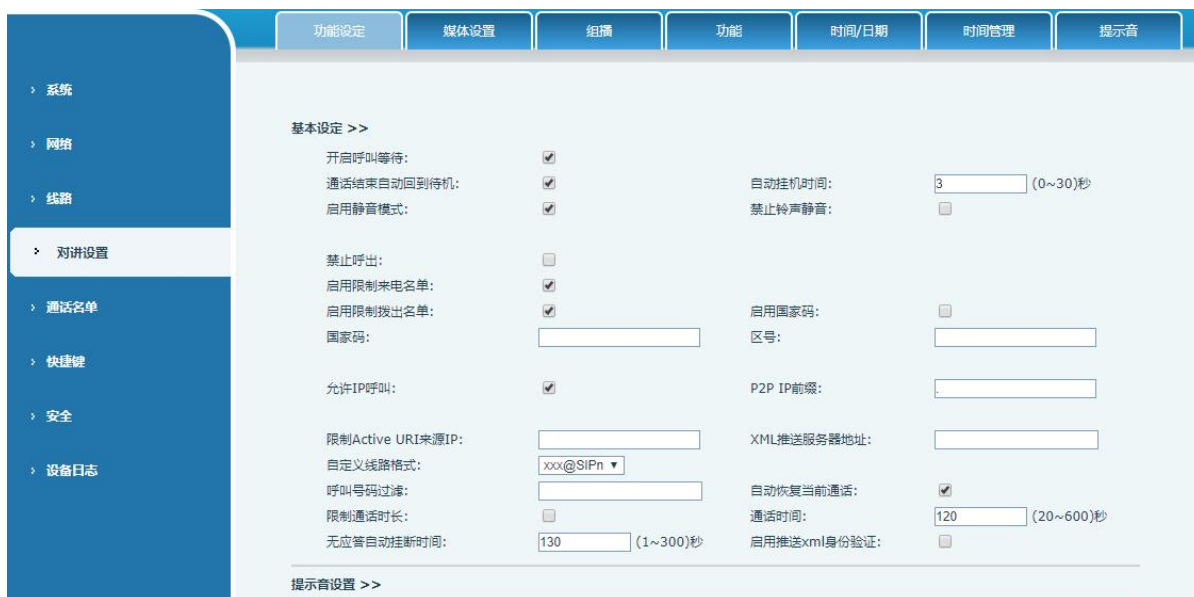 功能设定 媒体设置 组播 功能 时间/日期 时间管理 提示音
› 系统
› 网络
› 线路
› 对讲设置
› 通话名单
› 快捷键
› 安全
› 设备日志
基本设定 >>
开启呼叫等待:
通话结束自动回到待机: 自动挂机时间: 3 (0~30)秒
启用静音模式: 禁止铃声静音:
禁止呼出:
启用限制来电名单:
启用限制拨出名单: 启用国家码:
国家码: 区号:
允许IP呼叫: P2P IP前缀: .
限制Active URI来源IP: XML推送服务器地址:
自定义线路格式: xxx@SIPn ▼
呼叫号码过滤: 自动恢复当前通话:
限制通话时长: 通话时间: 120 (20~600)秒
无应答自动挂断时间: 130 (1~300)秒 启用推送xml身份验证:
提示音设置 >>